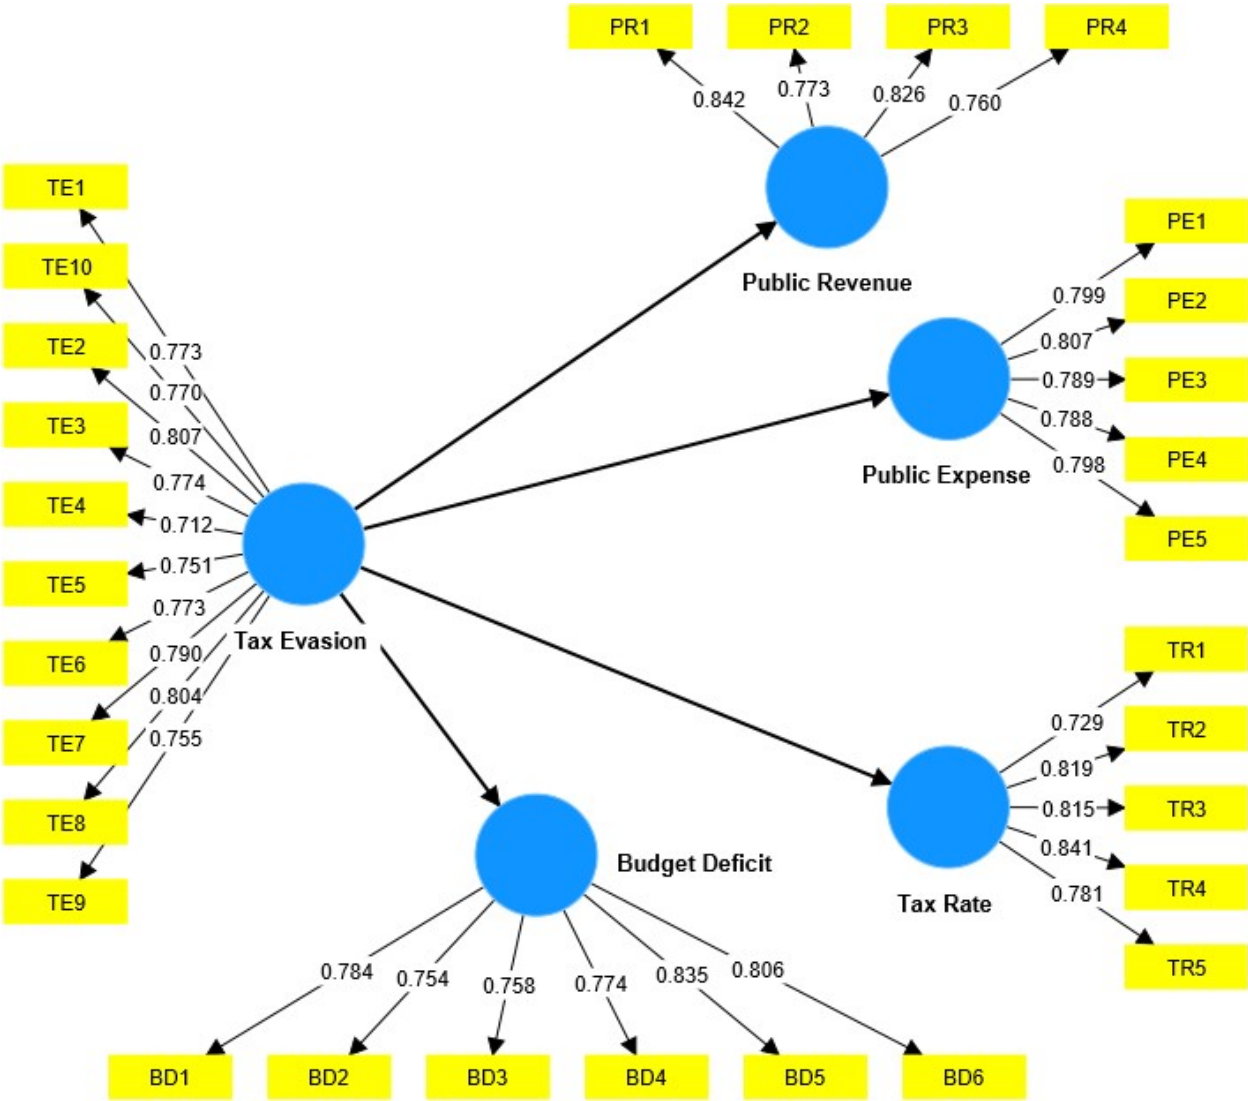 PR1
PR2
PR3
PR4
0.842
0.773
0.826
0.760
Public Revenue
TE1
TE10
TE2
TE3
TE4
TE5
TE6
TE7
TE8
TE9
0.773
0.770
0.807
0.774
0.712
0.751
0.773
0.790
0.804
0.755
Tax Evasion
PE1
PE2
PE3
PE4
PE5
0.799
0.807
0.789
0.788
0.798
Public Expense
TR1
TR2
TR3
TR4
TR5
0.729
0.819
0.815
0.841
0.781
Tax Rate
Budget Deficit
0.784
0.754
0.758
0.774
0.835
0.806
BD1
BD2
BD3
BD4
BD5
BD6